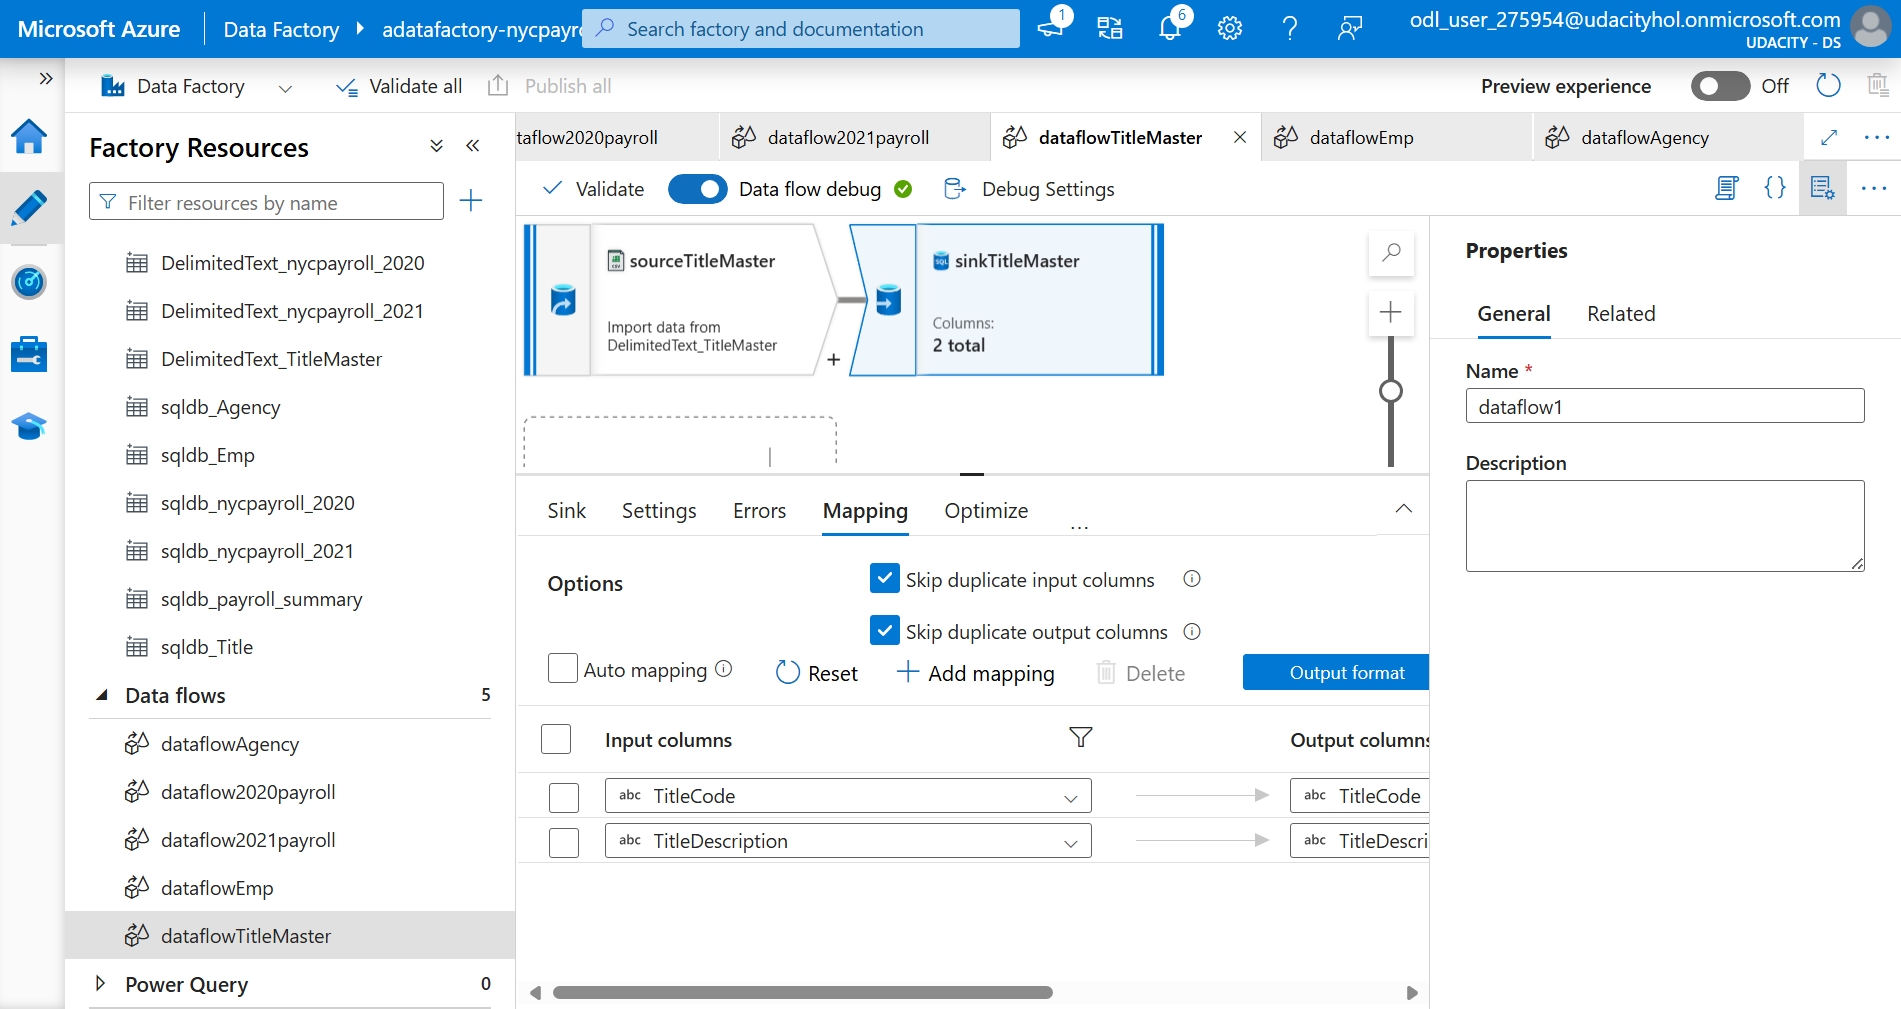 Microsoft Azure
Data Factory
adatafactory-nycpayro
Search factory and documentation
1
6
odl_user_275954@udacityhol.onmicrosoft.com
UDACITY - DS
Data Factory
Validate all
Publish all
Preview experience
Off
Factory Resources
Filter resources by name
DelimitedText_nycpayroll_2020
DelimitedText_nycpayroll_2021
DelimitedText_TitleMaster
sqldb_Agency
sqldb_Emp
sqldb_nycpayroll_2020
sqldb_nycpayroll_2021
sqldb_payroll_summary
sqldb_Title
Data flows
5
dataflowAgency
dataflow2020payroll
dataflow2021payroll
dataflowEmp
dataflowTitleMaster
Power Query
0
taflow2020payroll
dataflow2021payroll
dataflowTitleMaster
dataflowEmp
dataflowAgency
Validate
Data flow debug
Debug Settings
sourceTitleMaster
Import data from
DelimitedText_TitleMaster
+
SQL
sinkTitleMaster
Columns:
2 total
Sink
Settings
Errors
Mapping
Optimize
...
Options
Skip duplicate input columns
Skip duplicate output columns
Auto mapping
Reset
Add mapping
Delete
Output format
Input columns
Output columns
abc TitleCode
abc TitleCode
abc TitleDescription
abc TitleDescri
Properties
General
Related
Name *
dataflow1
Description